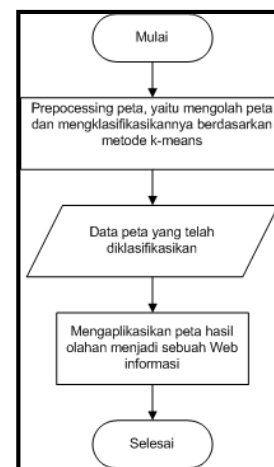 Mulai
Prepocessing peta, yaitu mengolah peta
dan mengklasifikasikannya berdasarkan
metode k-means
Data peta yang telah
diklasifikasikan
Mengaplikasikan peta hasil
olahan menjadi sebuah Web
informasi
Selesai